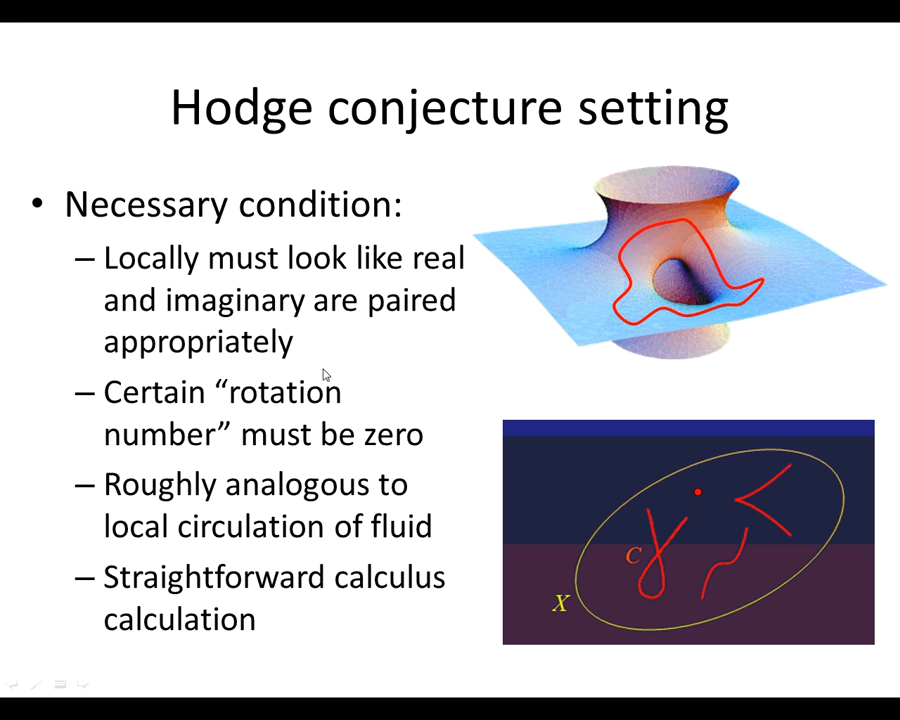 Hodge conjecture setting
• Necessary condition:
– Locally must look like real
and imaginary are paired
appropriately
– Certain “rotation
number” must be zero
– Roughly analogous to
local circulation of fluid
– Straightforward calculus
calculation
C
X